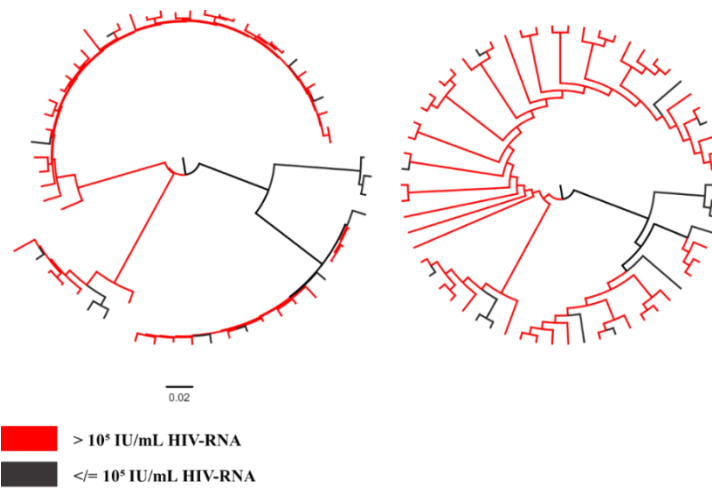 0.02
> 10⁵ IU/mL HIV-RNA
</= 10⁵ IU/mL HIV-RNA